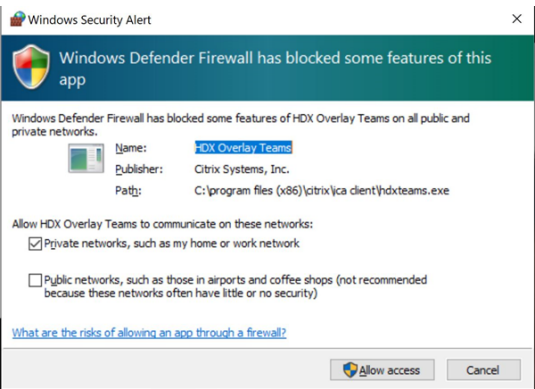 Windows Security Alert
Windows Defender Firewall has blocked some features of this
app
Windows Defender Firewall has blocked some features of HDX Overlay Teams on all public and
private networks.
Name: HDX Overlay Teams
Publisher: Citrix Systems, Inc.
Path: C:\program files (x86)\citrix\ica client\hdxteams.exe
Allow HDX Overlay Teams to communicate on these networks:
Private networks, such as my home or work network
Public networks, such as those in airports and coffee shops (not recommended
because these networks often have little or no security)
What are the risks of allowing an app through a firewall?
Allow access Cancel